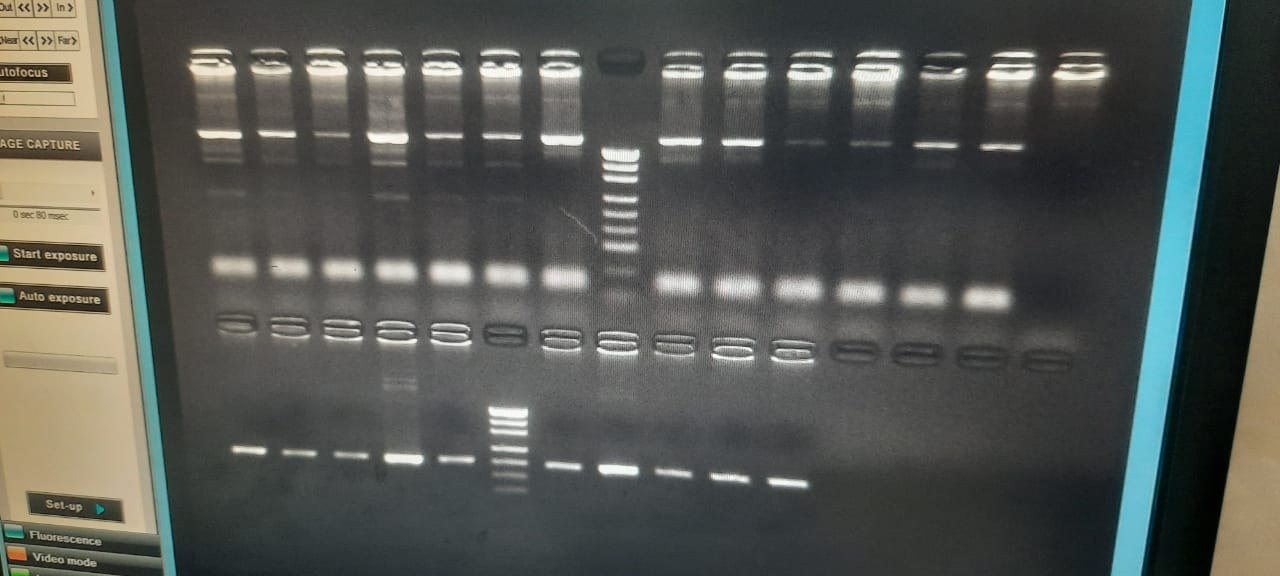 Out << >> In >
Near << >> Far>
utofocus
AGE CAPTURE
0 sec 80 msec
Start exposure
Auto exposure
Set-up
Fluorescence
Video mode